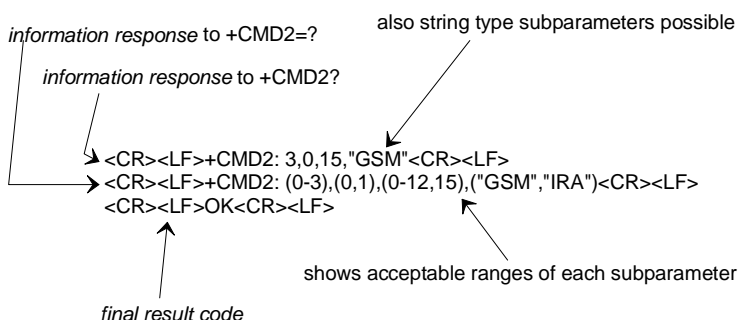 also string type subparameters possible
information response to +CMD2=?
information response to +CMD2?
<CR><LF>+CMD2: 3,0,15,"GSM"<CR><LF>
<CR><LF>+CMD2: (0-3),(0,1),(0-12,15),("GSM","IRA")<CR><LF>
<CR><LF>OK<CR><LF>
shows acceptable ranges of each subparameter
final result code